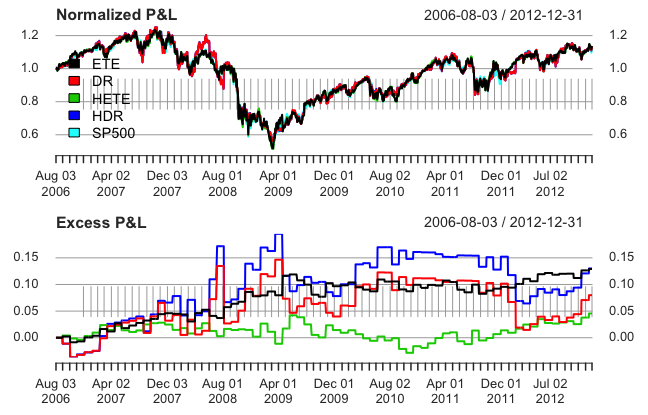 Normalized P&L 2006-08-03 / 2012-12-31
1.2 1.2
1.0 1.0
0.8 0.8
0.6 0.6
ETE
DR
HETE
HDR
SP500
Aug 03 Apr 02 Dec 03 Aug 01 Apr 01 Dec 01 Aug 02 Apr 01 Dec 01 Jul 02
2006 2007 2007 2008 2009 2009 2010 2011 2011 2012
Excess P&L 2006-08-03 / 2012-12-31
0.15 0.15
0.10 0.10
0.05 0.05
0.00 0.00
Aug 03 Apr 02 Dec 03 Aug 01 Apr 01 Dec 01 Aug 02 Apr 01 Dec 01 Jul 02
2006 2007 2007 2008 2009 2009 2010 2011 2011 2012